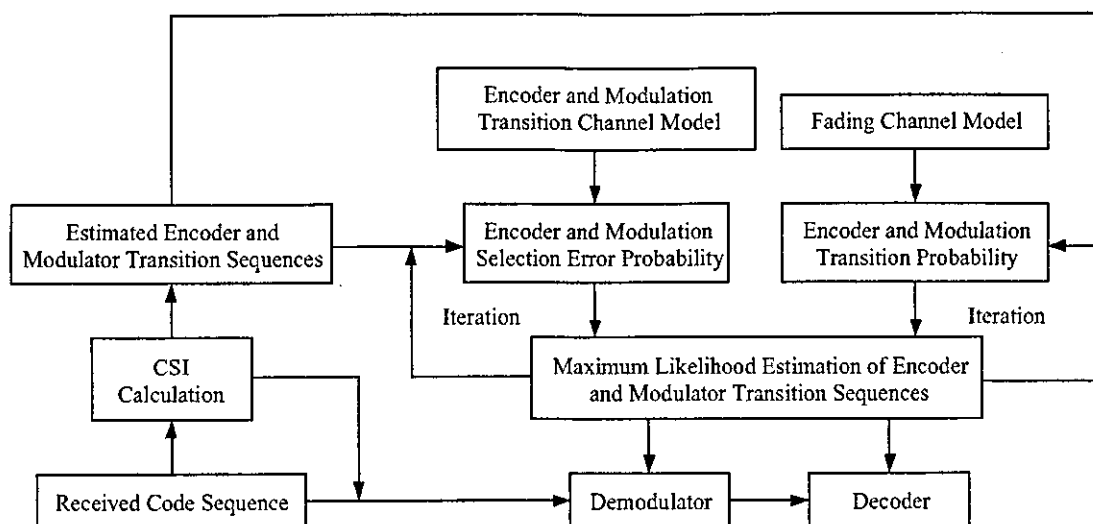 Encoder and Modulation
Transition Channel Model
Fading Channel Model
Estimated Encoder and
Modulator Transition Sequences
Encoder and Modulation
Selection Error Probability
Encoder and Modulation
Transition Probability
Iteration
Iteration
CSI
Calculation
Maximum Likelihood Estimation of Encoder
and Modulator Transition Sequences
Received Code Sequence
Demodulator
Decoder